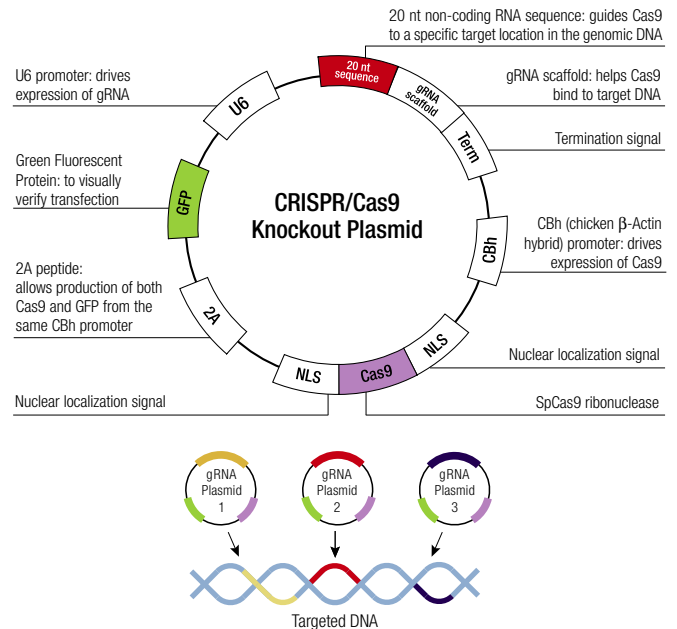 20 nt non-coding RNA sequence: guides Cas9
to a specific target location in the genomic DNA
U6 promoter: drives
expression of gRNA
gRNA scaffold: helps Cas9
bind to target DNA
20 nt
sequence
gRNA
scaffold
U6
Term
Termination signal
Green Fluorescent
Protein: to visually
verify transfection
GFP
CRISPR/Cas9
Knockout Plasmid
CBh
CBh (chicken β-Actin
hybrid) promoter: drives
expression of Cas9
2A peptide:
allows production of both
Cas9 and GFP from the
same CBh promoter
2A
NLS
Nuclear localization signal
NLS
Cas9
Nuclear localization signal
SpCas9 ribonuclease
gRNA
Plasmid
1
gRNA
Plasmid
2
gRNA
Plasmid
3
Targeted DNA